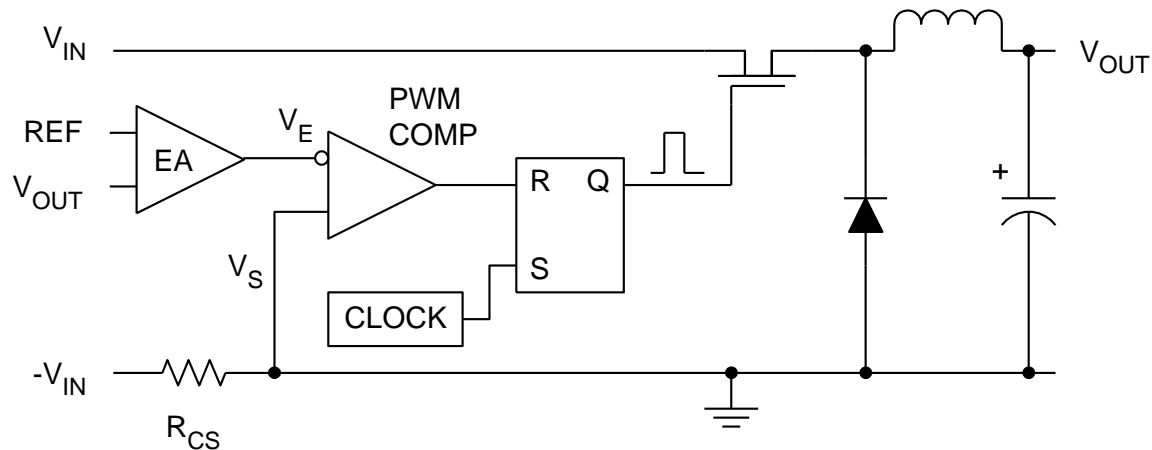 V_IN
V_OUT
PWM
COMP
V_E
REF
EA
V_OUT
R
Q
+
V_S
S
CLOCK
-V_IN
R_CS